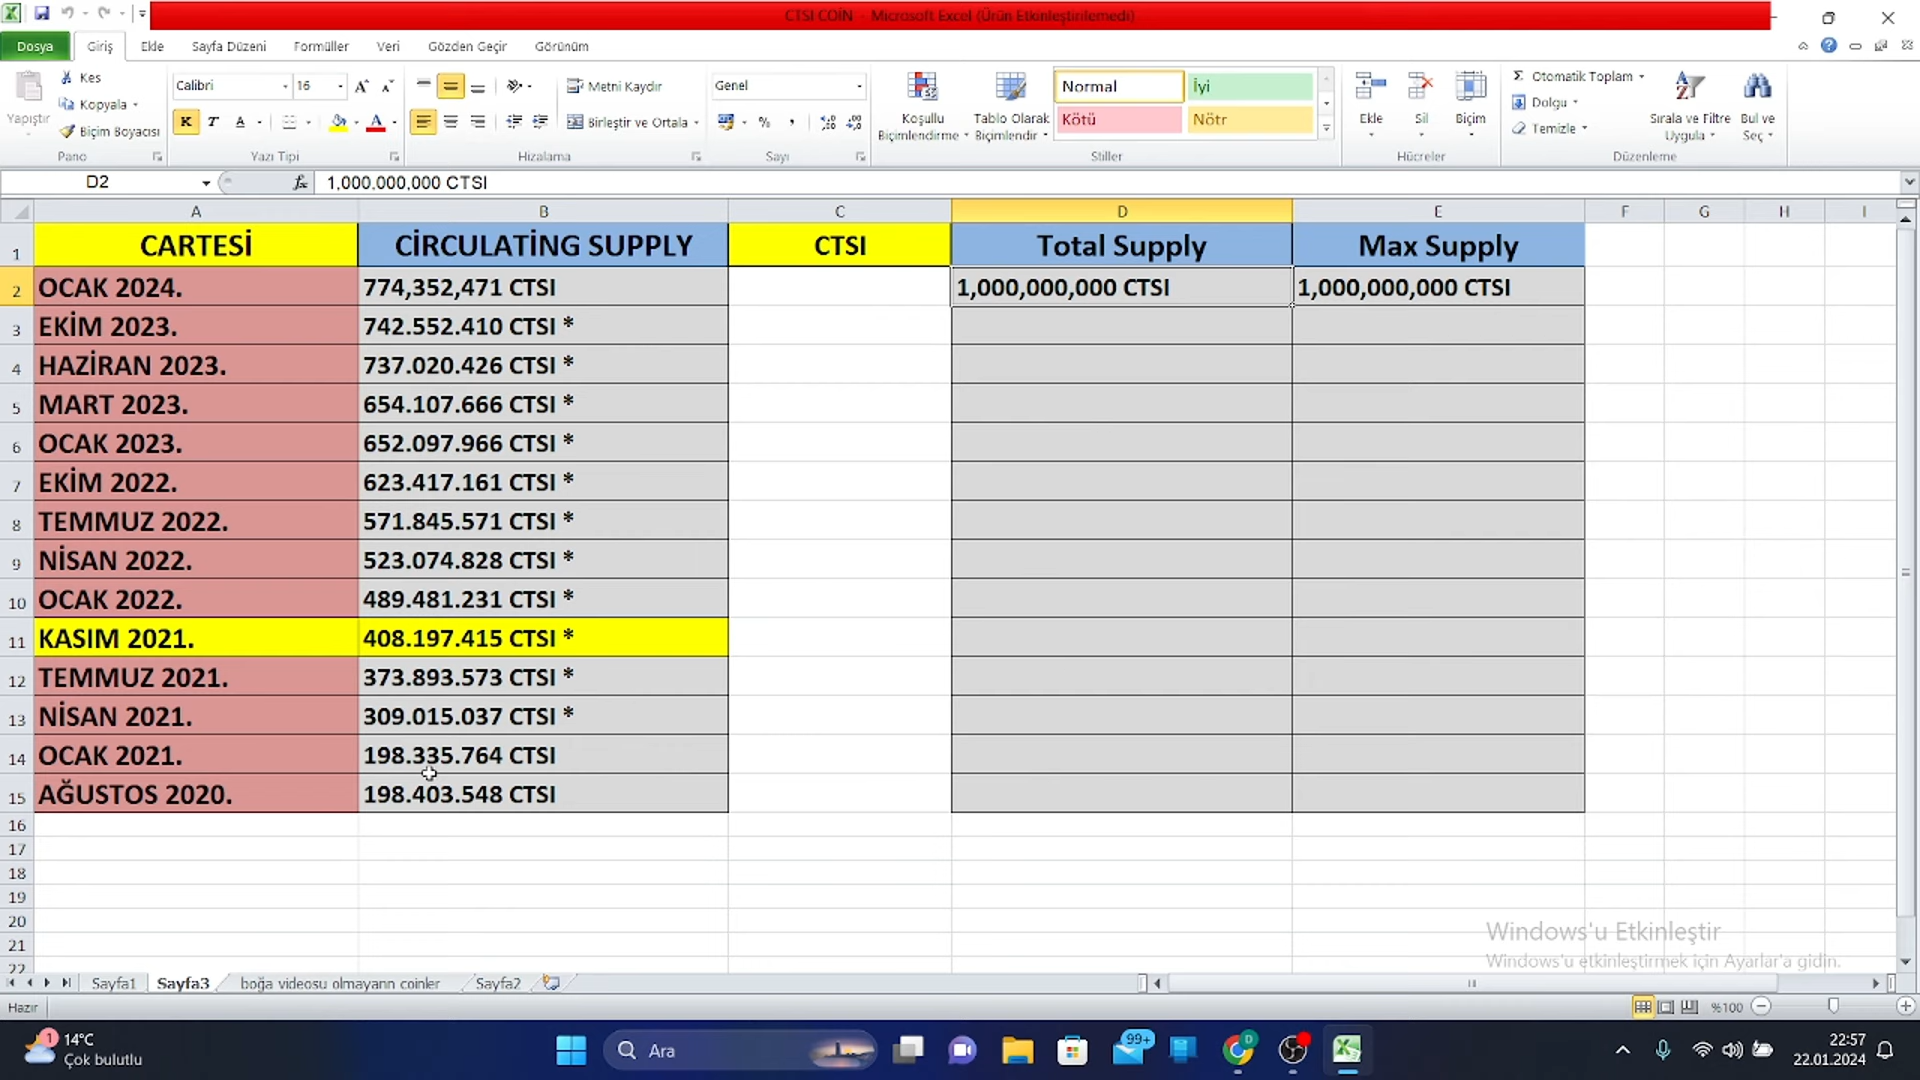 CTSI COİN - Microsoft Excel (Ürün Etkinleştirilemedi)
Dosya Giriş Ekle Sayfa Düzeni Formüller Veri Gözden Geçir Görünüm
Yapıştır
Kes
Kopyala
Biçim Boyacısı
Pano
Calibri 16
K T A
Yazı Tipi
Metni Kaydır
Birleştir ve Ortala
Hizalama
Genel
%
Sayı
Koşullu Biçimlendirme
Tablo Olarak Biçimlendir
Normal İyi
Kötü Nötr
Stiller
Ekle Sil Biçim
Hücreler
Σ Otomatik Toplam
Dolgu
Temizle
Sırala ve Filtre Uygula
Bul ve Seç
Düzenleme
D2 fx 1,000,000,000 CTSI
A B C D E F G H I
1 CARTESİ CİRCULATİNG SUPPLY CTSI Total Supply Max Supply
2 OCAK 2024. 774,352,471 CTSI 1,000,000,000 CTSI 1,000,000,000 CTSI
3 EKİM 2023. 742.552.410 CTSI *
4 HAZİRAN 2023. 737.020.426 CTSI *
5 MART 2023. 654.107.666 CTSI *
6 OCAK 2023. 652.097.966 CTSI *
7 EKİM 2022. 623.417.161 CTSI *
8 TEMMUZ 2022. 571.845.571 CTSI *
9 NİSAN 2022. 523.074.828 CTSI *
10 OCAK 2022. 489.481.231 CTSI *
11 KASIM 2021. 408.197.415 CTSI *
12 TEMMUZ 2021. 373.893.573 CTSI *
13 NİSAN 2021. 309.015.037 CTSI *
14 OCAK 2021. 198.335.764 CTSI
15 AĞUSTOS 2020. 198.403.548 CTSI
16
17
18
19
20
21
22
Windows'u Etkinleştir
Windows'u etkinleştirmek için Ayarlar'a gidin.
Sayfa1 Sayfa3 boğa videosu olmayann coinler Sayfa2
Hazır %100
1 14°C
Çok bulutlu
Ara
99+
D
22:57
22.01.2024